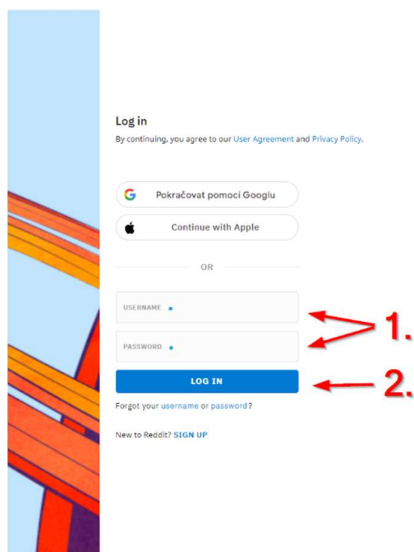 Log in
By continuing, you agree to our User Agreement and Privacy Policy.
Pokračovat pomocí Googlu
Continue with Apple
OR
USERNAME
1.
PASSWORD
LOG IN
2.
Forgot your username or password?
New to Reddit? SIGN UP